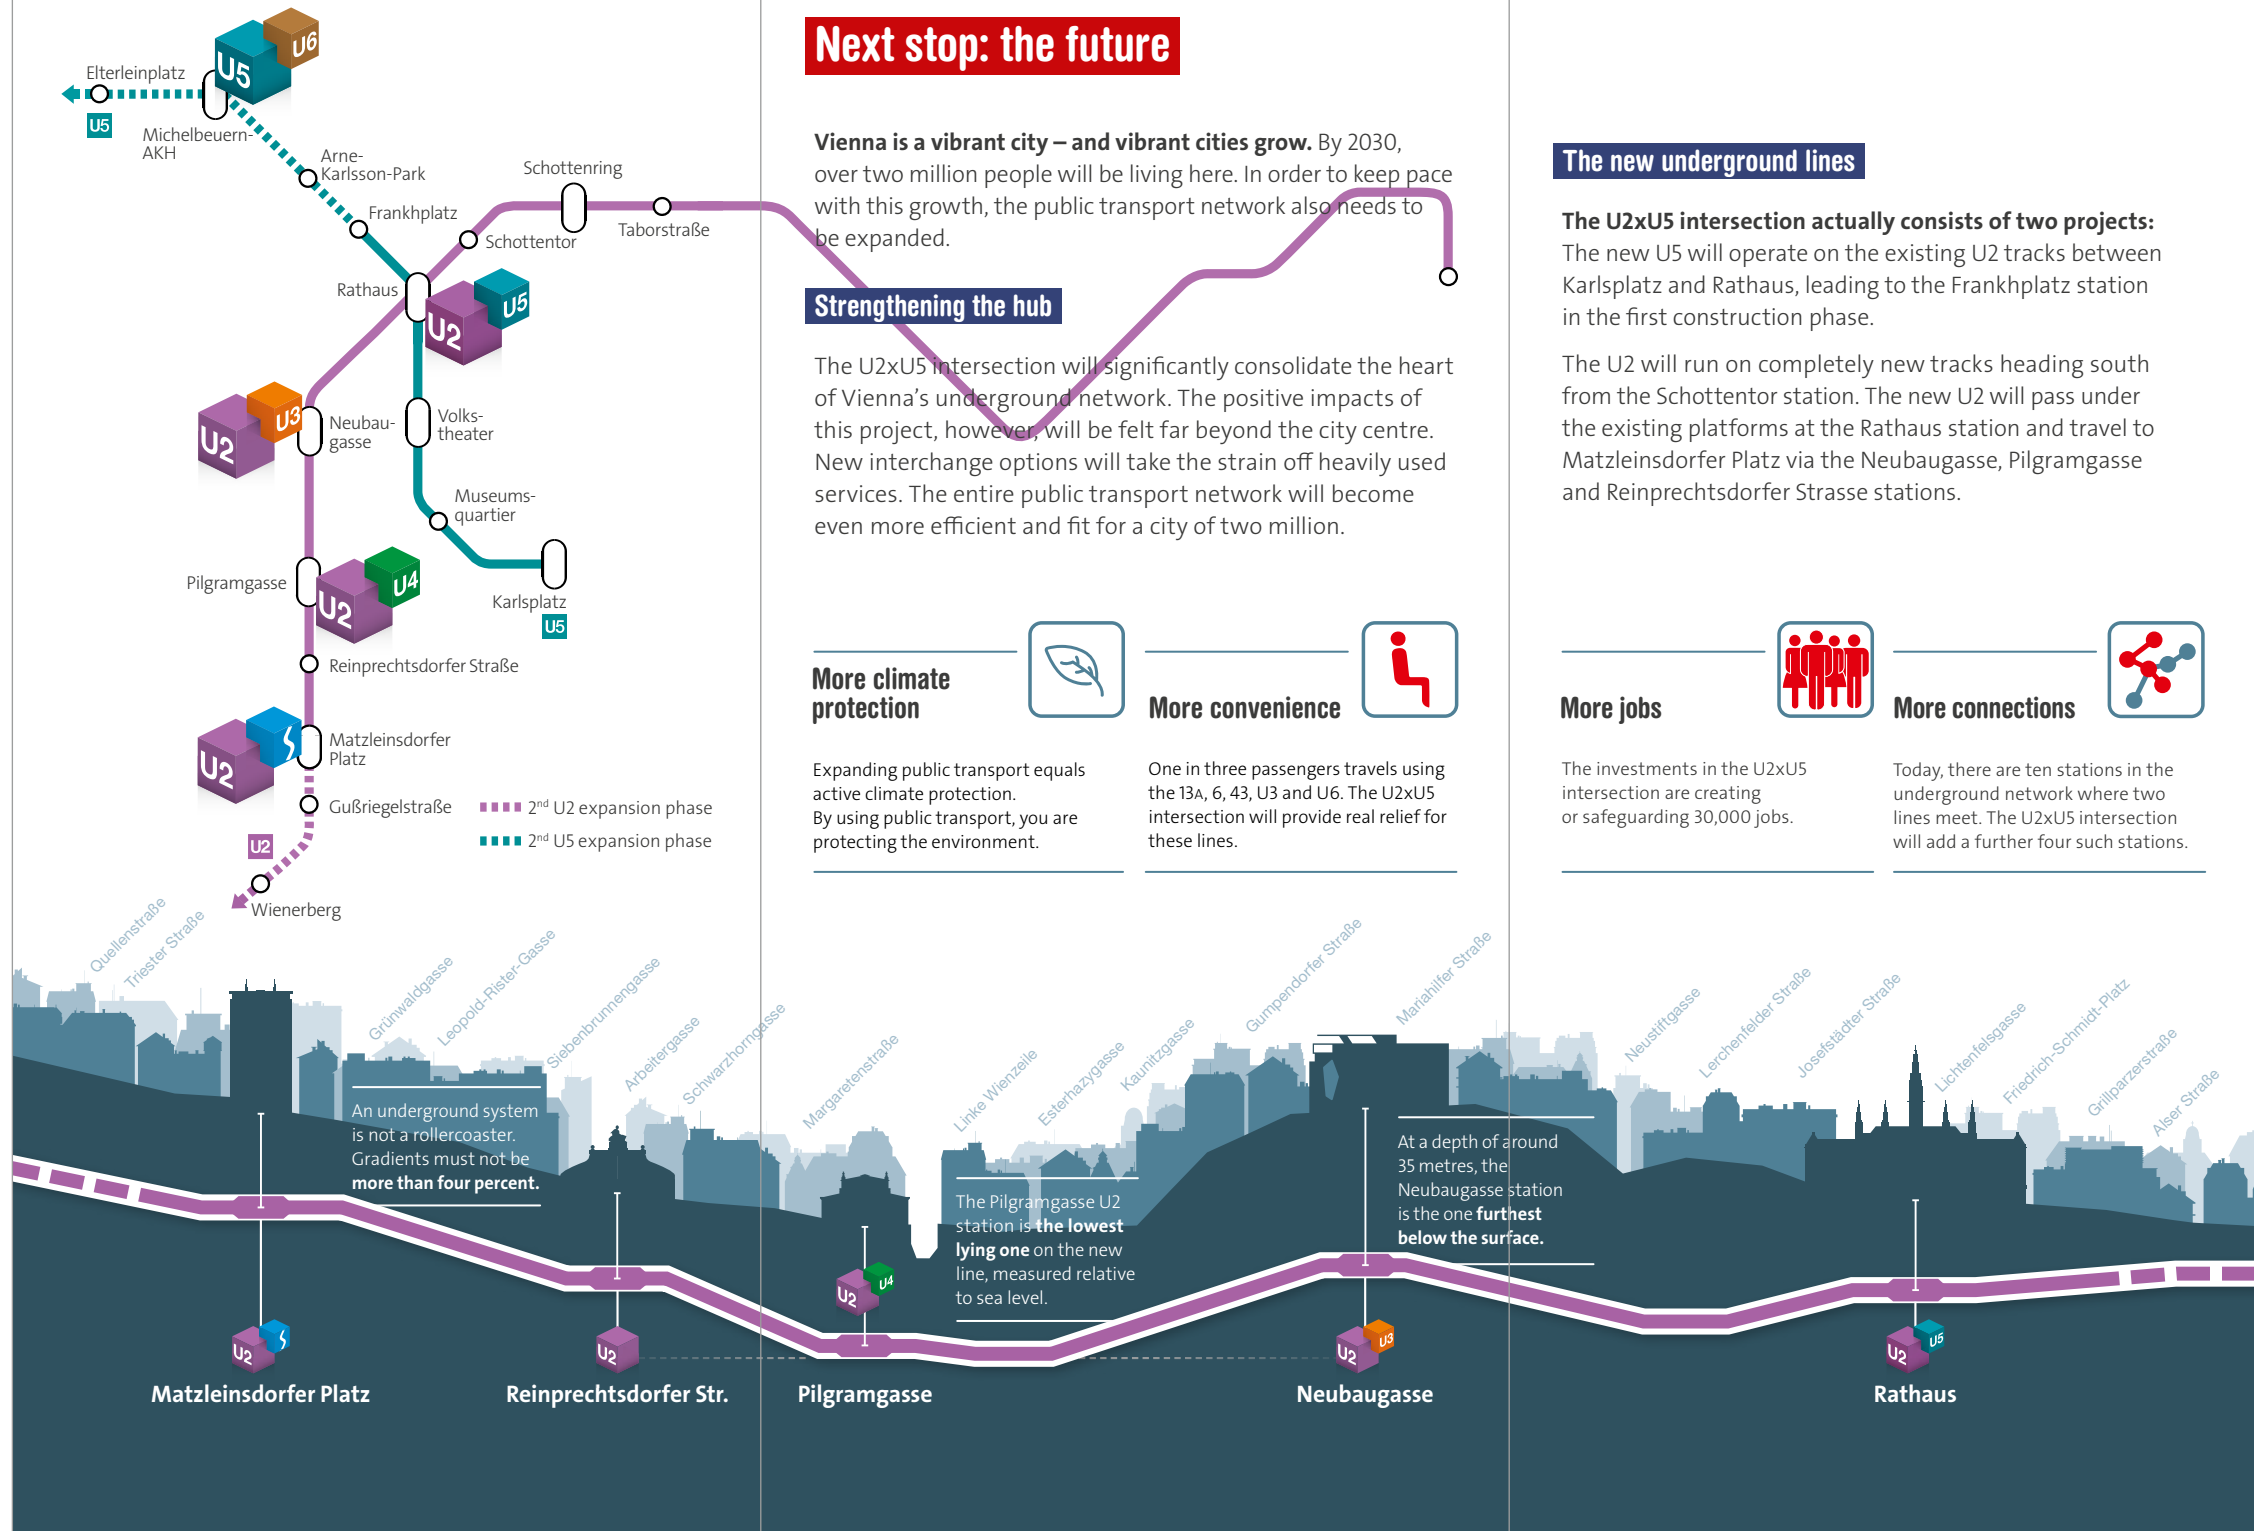 U6
U5
Elterleinplatz
U5
Michelbeuern-
AKH
Arne-
Karlsson-Park
Frankhplatz
Schottenring
Schottentor
Taborstraße
Rathaus
U5
U2
U3
U2
Neubau-
gasse
Volks-
theater
Museums-
quartier
Pilgramgasse
U4
U2
Karlsplatz
U5
Reinprechtsdorfer Straße
U2
Matzleinsdorfer
Platz
Gußriegelstraße
2nd U2 expansion phase
U2
2nd U5 expansion phase
Wienerberg
Next stop: the future
Vienna is a vibrant city – and vibrant cities grow. By 2030,
over two million people will be living here. In order to keep pace
with this growth, the public transport network also needs to
be expanded.
Strengthening the hub
The U2xU5 intersection will significantly consolidate the heart
of Vienna’s underground network. The positive impacts of
this project, however, will be felt far beyond the city centre.
New interchange options will take the strain off heavily used
services. The entire public transport network will become
even more efficient and fit for a city of two million.
More climate
protection
Expanding public transport equals
active climate protection.
By using public transport, you are
protecting the environment.
More convenience
One in three passengers travels using
the 13A, 6, 43, U3 and U6. The U2xU5
intersection will provide real relief for
these lines.
The new underground lines
The U2xU5 intersection actually consists of two projects:
The new U5 will operate on the existing U2 tracks between
Karlsplatz and Rathaus, leading to the Frankhplatz station
in the first construction phase.
The U2 will run on completely new tracks heading south
from the Schottentor station. The new U2 will pass under
the existing platforms at the Rathaus station and travel to
Matzleinsdorfer Platz via the Neubaugasse, Pilgramgasse
and Reinprechtsdorfer Strasse stations.
More jobs
The investments in the U2xU5
intersection are creating
or safeguarding 30,000 jobs.
More connections
Today, there are ten stations in the
underground network where two
lines meet. The U2xU5 intersection
will add a further four such stations.
Quellenstraße
Triester Straße
Grünwaldgasse
Leopold-Rister-Gasse
Siebenbrunnengasse
Arbeitergasse
Schwarzhorngasse
Margaretenstraße
Linke Wienzeile
Esterhazygasse
Kaunitzgasse
Gumpendorfer Straße
Mariahilfer Straße
Neustiftgasse
Lerchenfelder Straße
Josefstädter Straße
Lichtenfelsgasse
Friedrich-Schmidt-Platz
Grillparzerstraße
Alser Straße
An underground system
is not a rollercoaster.
Gradients must not be
more than four percent.
The Pilgramgasse U2
station is the lowest
lying one on the new
line, measured relative
to sea level.
At a depth of around
35 metres, the
Neubaugasse station
is the one furthest
below the surface.
U2
U2
U2 U4
U2 U3
U2 U5
Matzleinsdorfer Platz
Reinprechtsdorfer Str.
Pilgramgasse
Neubaugasse
Rathaus